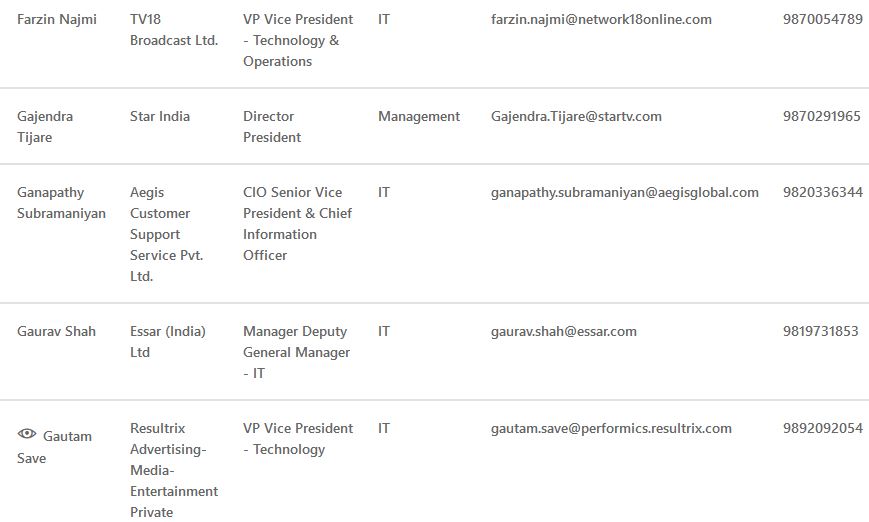 Farzin Najmi TV18 VP Vice President IT farzin.najmi@network18online.com 9870054789
Broadcast Ltd. - Technology &
Operations
Gajendra Star India Director Management Gajendra.Tijare@startv.com 9870291965
Tijare President
Ganapathy Aegis CIO Senior Vice IT ganapathy.subramaniyan@aegisglobal.com 9820336344
Subramaniyan Customer President & Chief
Support Information
Service Pvt. Officer
Ltd.
Gaurav Shah Essar (India) Manager Deputy IT gaurav.shah@essar.com 9819731853
Ltd General Manager
- IT
Gautam Resultrix VP Vice President IT gautam.save@performics.resultrix.com 9892092054
Save Advertising- - Technology
Media-
Entertainment
Private